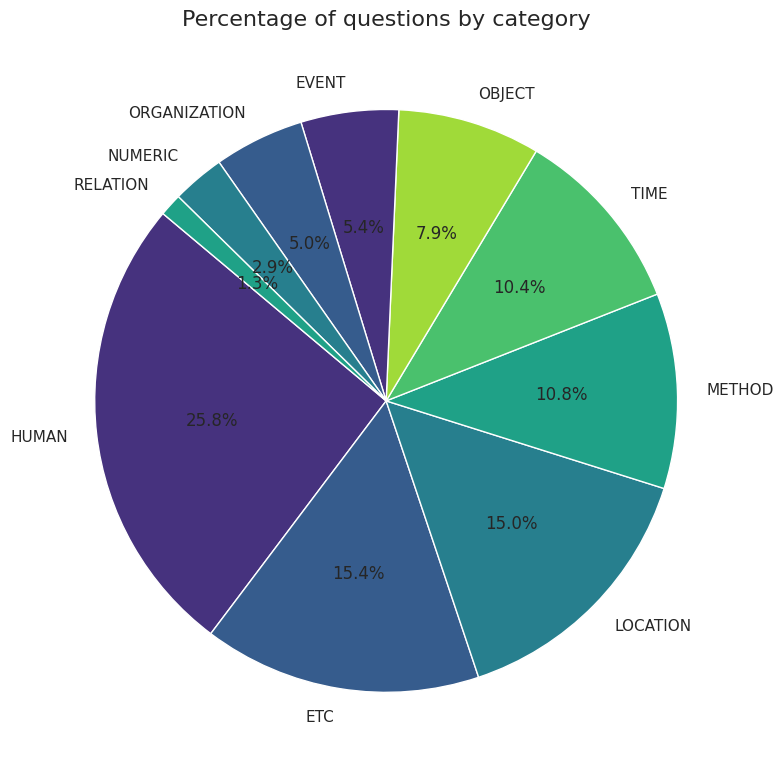 Percentage of questions by category
EVENT
OBJECT
ORGANIZATION
NUMERIC
RELATION
TIME
5.4%
7.9%
5.0%
2.9%
1.3%
10.4%
METHOD
10.8%
25.8%
HUMAN
15.0%
15.4%
LOCATION
ETC